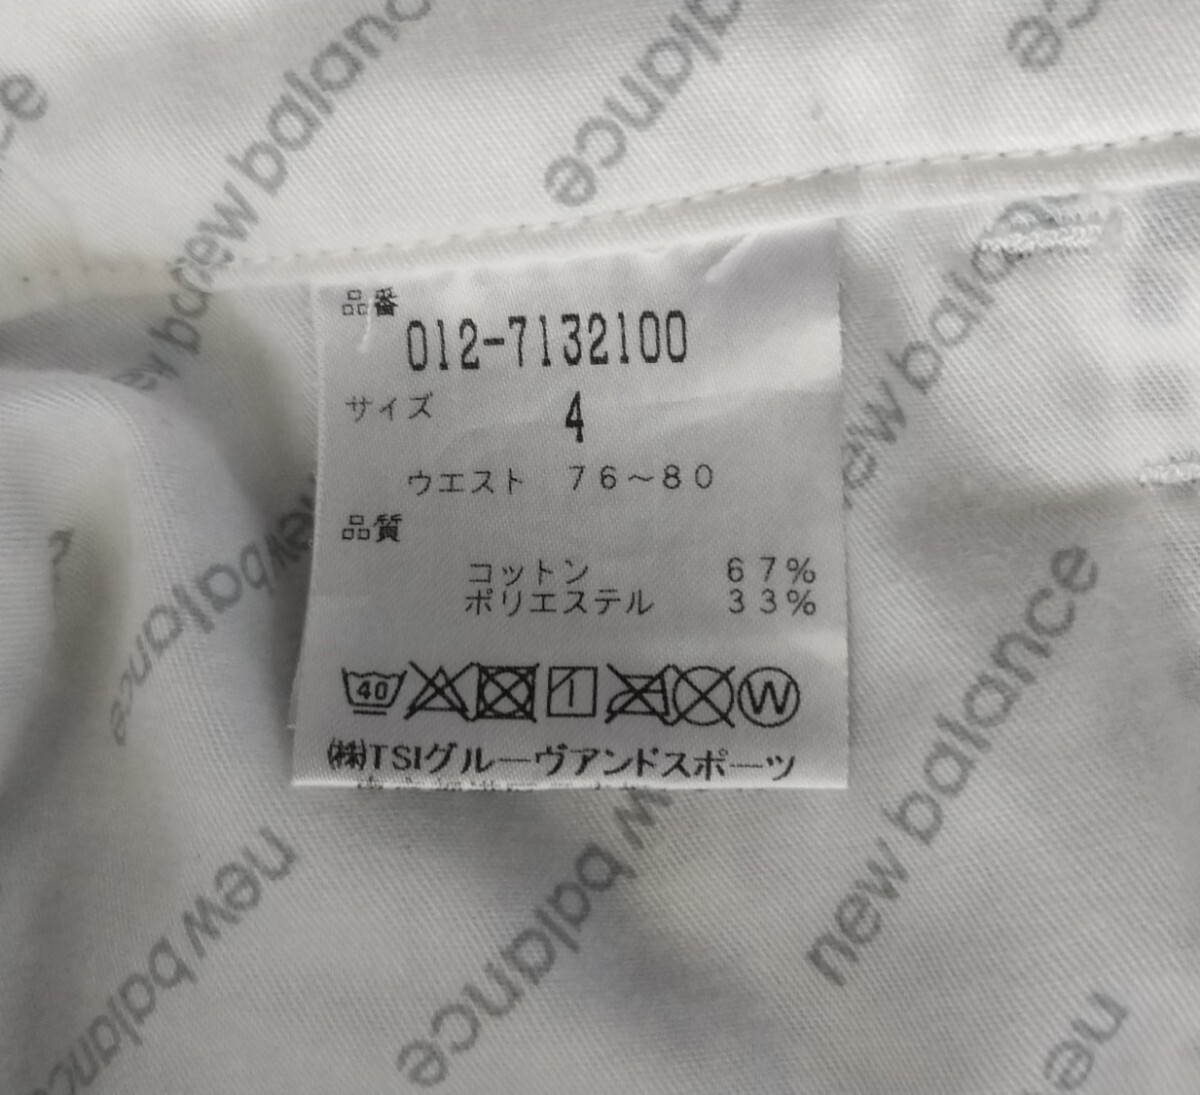 new balance
new balance
品番
012-7132100
サイズ 4
ウエスト 76〜80
品質
コットン 67%
ポリエステル 33%
40 W
(株)TSIグルーヴアンドスポーツ
new balance
new balance
new balance
new balance